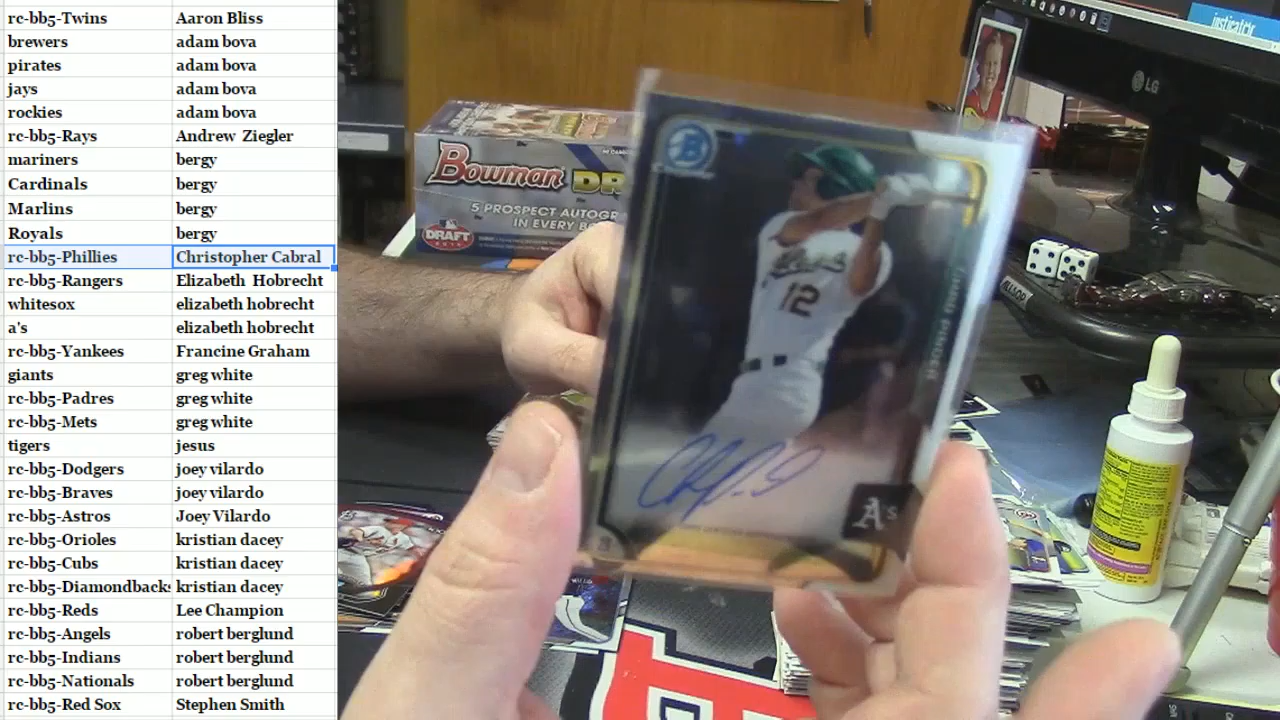 rc-bb5-Twins Aaron Bliss
brewers adam bova
pirates adam bova
jays adam bova
rockies adam bova
rc-bb5-Rays Andrew Ziegler
mariners bergy
Cardinals bergy
Marlins bergy
Royals bergy
rc-bb5-Phillies Christopher Cabral
rc-bb5-Rangers Elizabeth Hobrecht
whitesox elizabeth hobrecht
a's elizabeth hobrecht
rc-bb5-Yankees Francine Graham
giants greg white
rc-bb5-Padres greg white
rc-bb5-Mets greg white
tigers jesus
rc-bb5-Dodgers joey vilardo
rc-bb5-Braves joey vilardo
rc-bb5-Astros Joey Vilardo
rc-bb5-Orioles kristian dacey
rc-bb5-Cubs kristian dacey
rc-bb5-Diamondbacks kristian dacey
rc-bb5-Reds Lee Champion
rc-bb5-Angels robert berglund
rc-bb5-Indians robert berglund
rc-bb5-Nationals robert berglund
rc-bb5-Red Sox Stephen Smith
LG
Bowman DR
5 PROSPECT AUTOGR
IN EVERY B
DRAFT
B
12
CHAD PINDER
A's